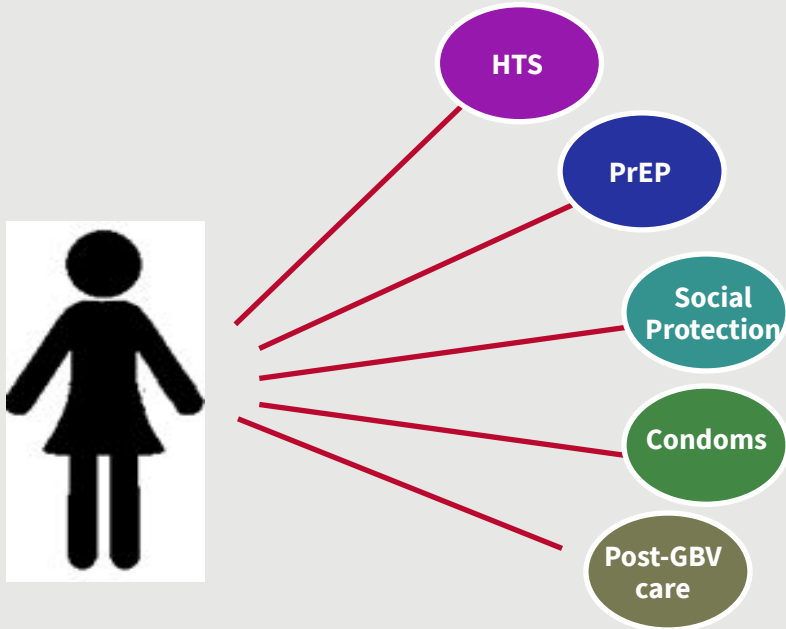 HTS
PrEP
Social
Protection
Condoms
Post-GBV
care